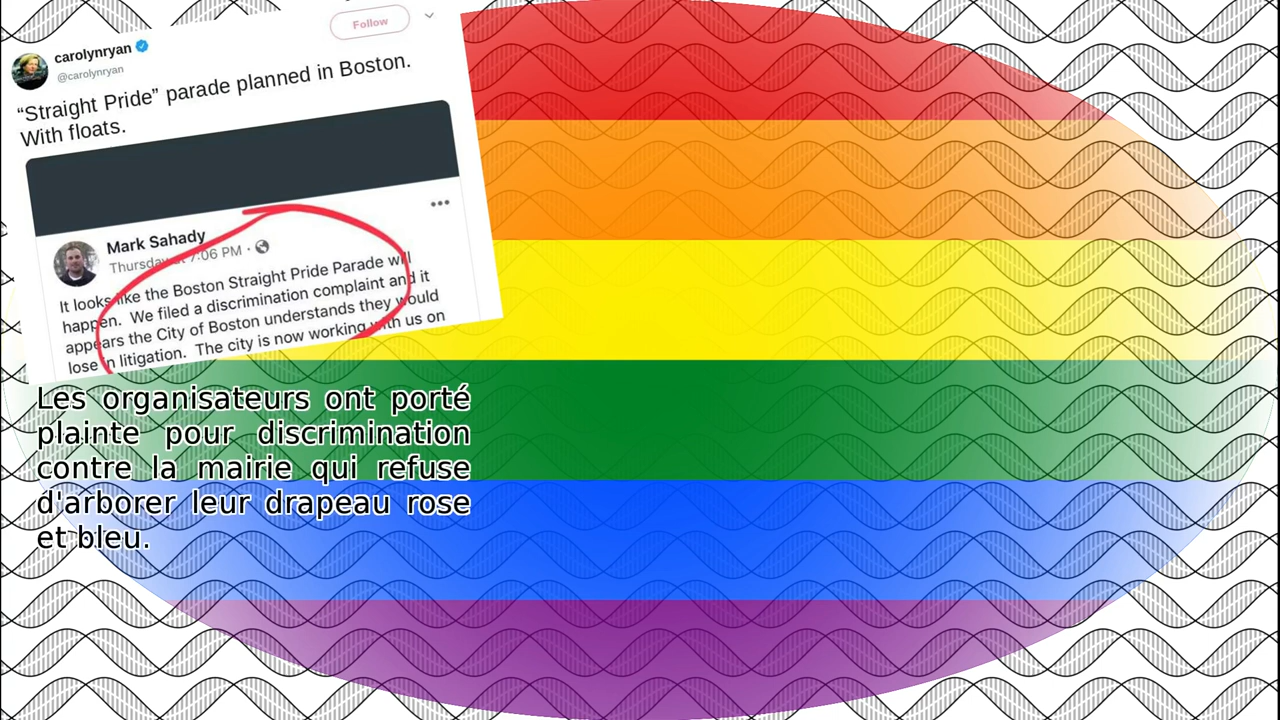 Follow
carolynryan
@carolynryan
“Straight Pride” parade planned in Boston.
With floats.
Mark Sahady
Thursday at 7:06 PM ·
It looks like the Boston Straight Pride Parade will
happen. We filed a discrimination complaint and it
appears the City of Boston understands they would
lose in litigation. The city is now working with us on
Les organisateurs ont porté
plainte pour discrimination
contre la mairie qui refuse
d'arborer leur drapeau rose
et bleu.